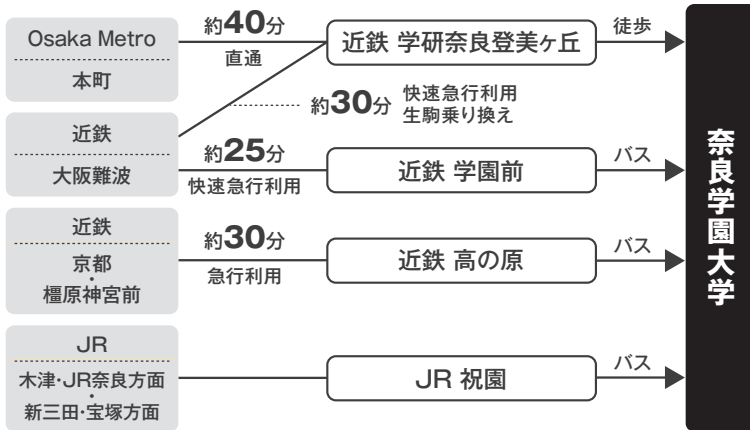 Osaka Metro
本町
約40分
直通
近鉄 学研奈良登美ヶ丘
徒歩
約30分 快速急行利用
生駒乗り換え
近鉄
大阪難波
約25分
快速急行利用
近鉄 学園前
バス
近鉄
京都
・
橿原神宮前
約30分
急行利用
近鉄 高の原
バス
JR
木津・JR奈良方面
・
新三田・宝塚方面
JR 祝園
バス
奈良学園大学